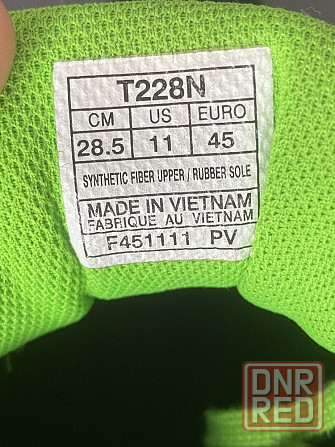 T228N
CM US EURO
28.5 11 45
SYNTHETIC FIBER UPPER / RUBBER SOLE
MADE IN VIETNAM
FABRIQUE AU VIETNAM
F451111 PV
DNR
RED